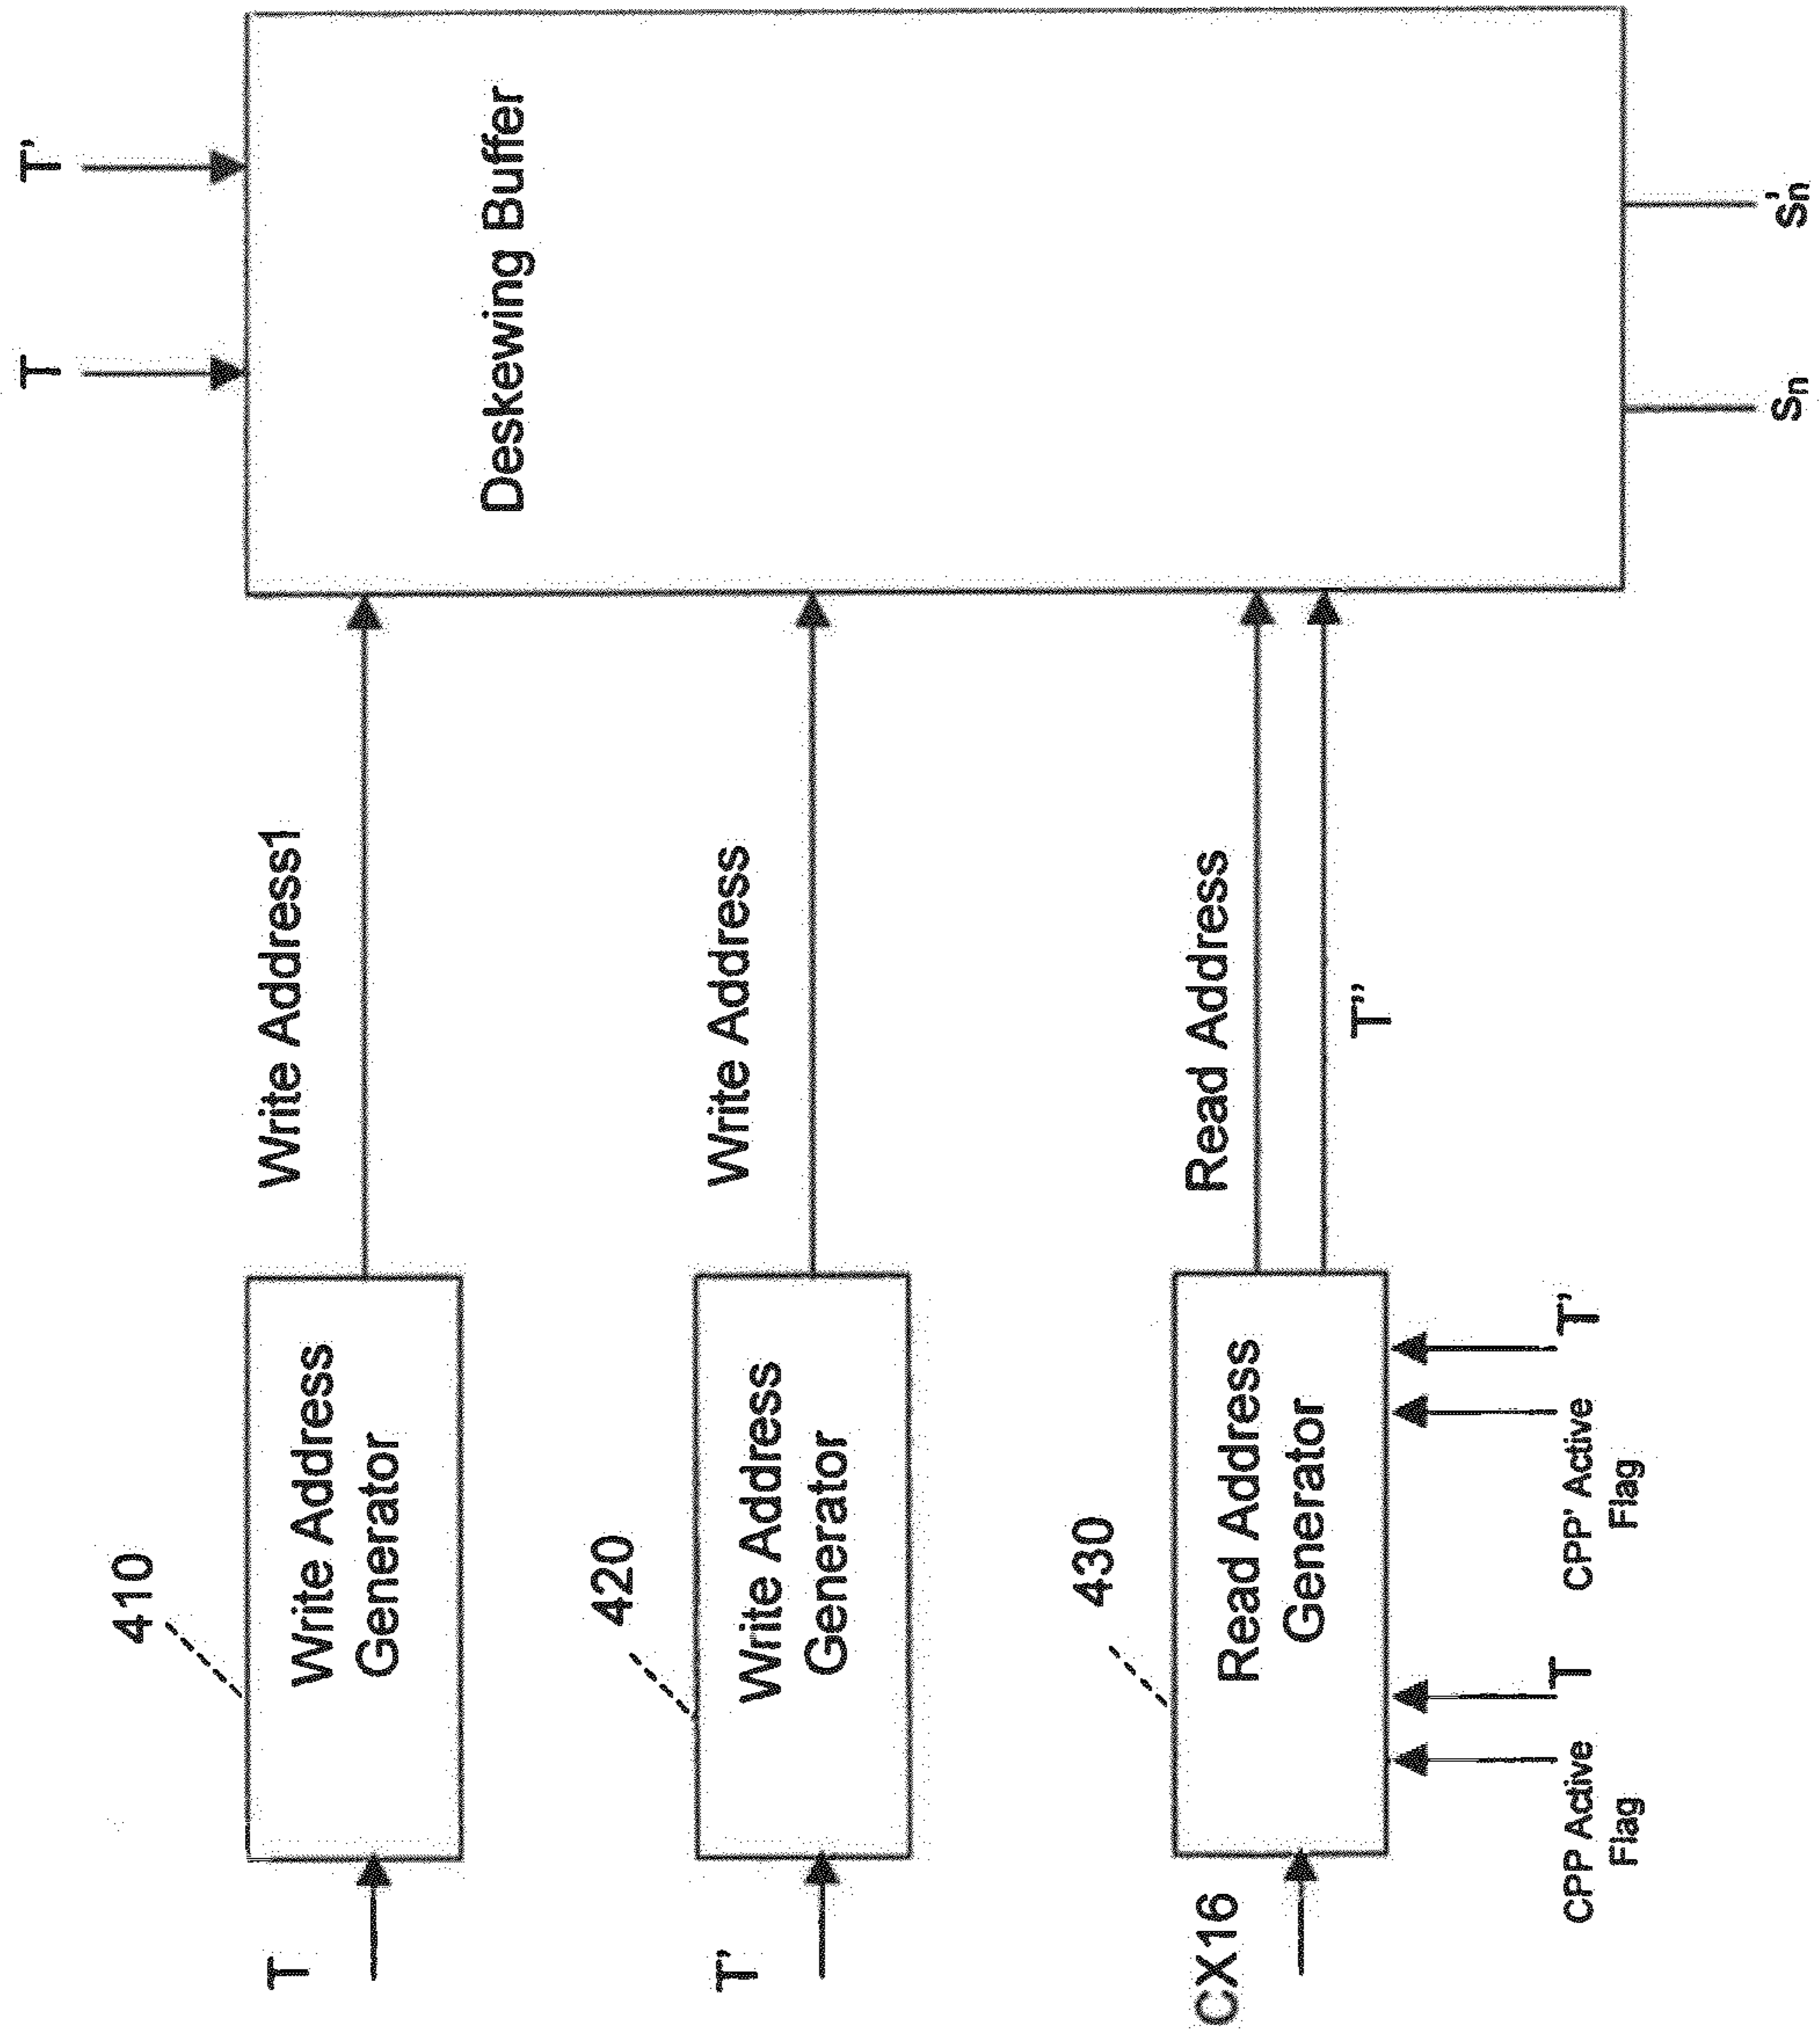 410
T
Write Address
Generator
Write Address1
T'
T
Deskewing Buffer
420
T'
Write Address
Generator
Write Address
430
CX16
Read Address
Generator
Read Address
T''
CPP Active
Flag
T
CPP' Active
Flag
T'
Sn
S'n